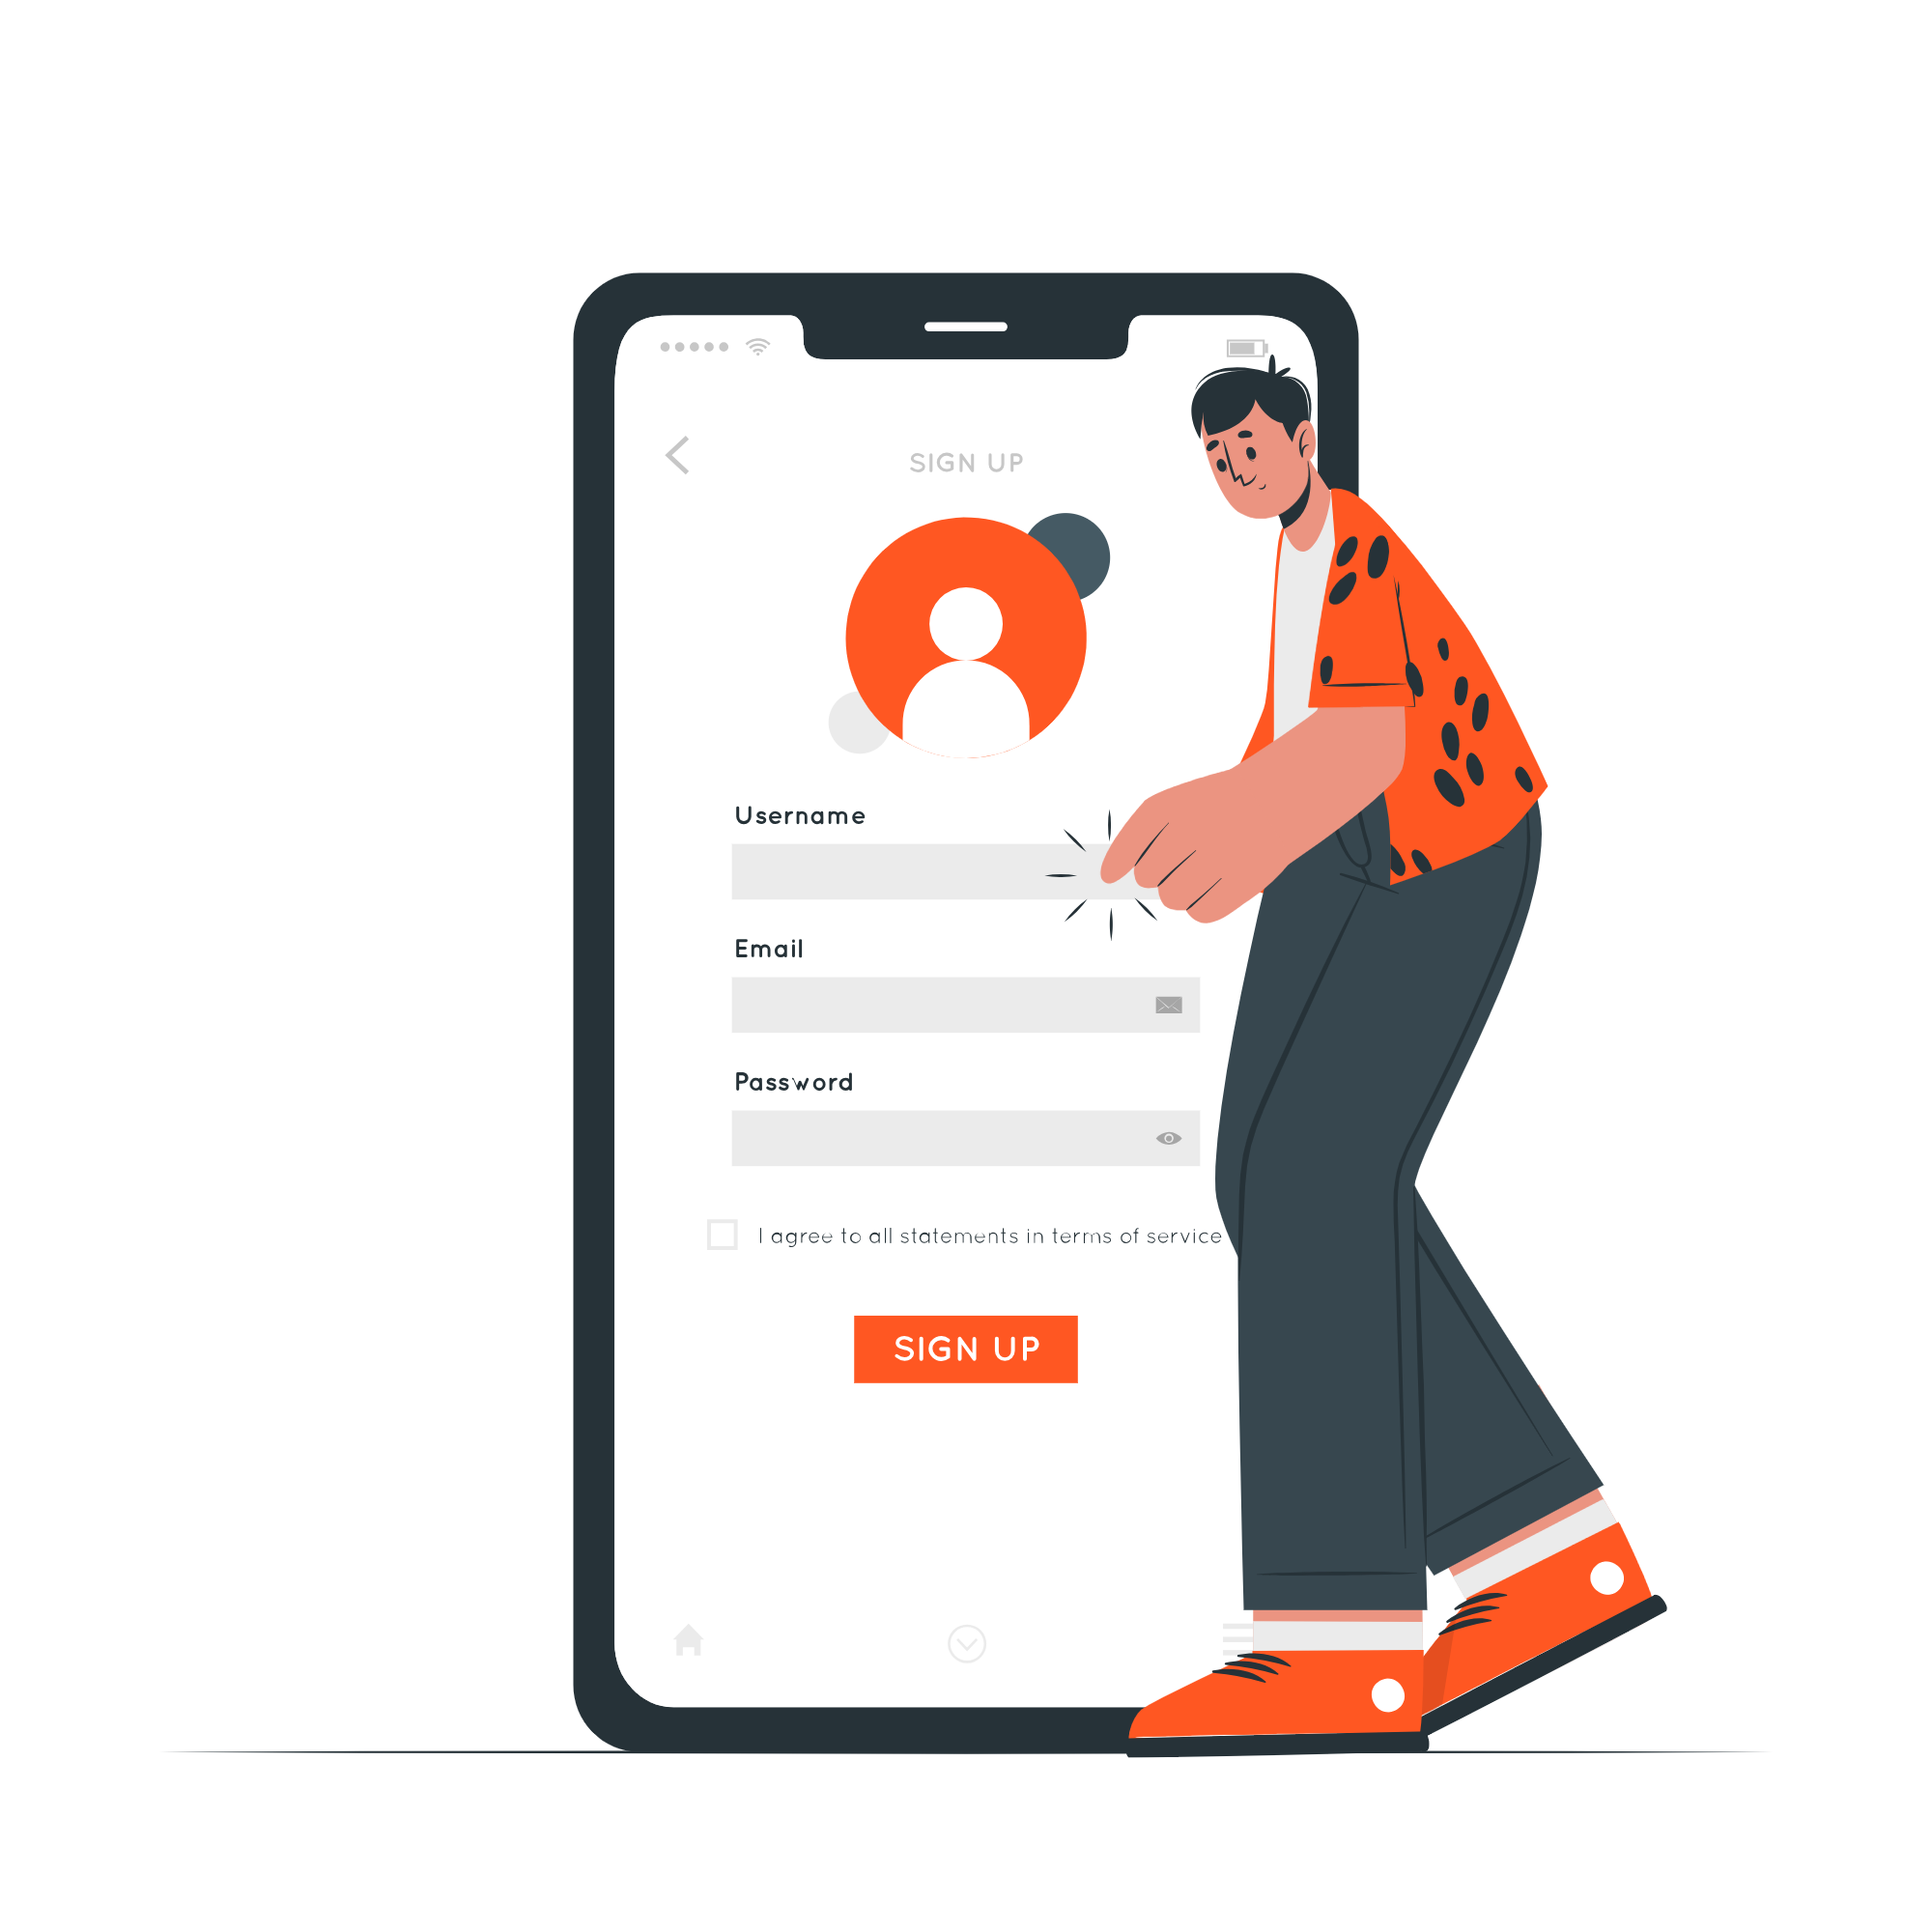 SIGN UP
Username
Email
Password
I agree to all statements in terms of service
SIGN UP